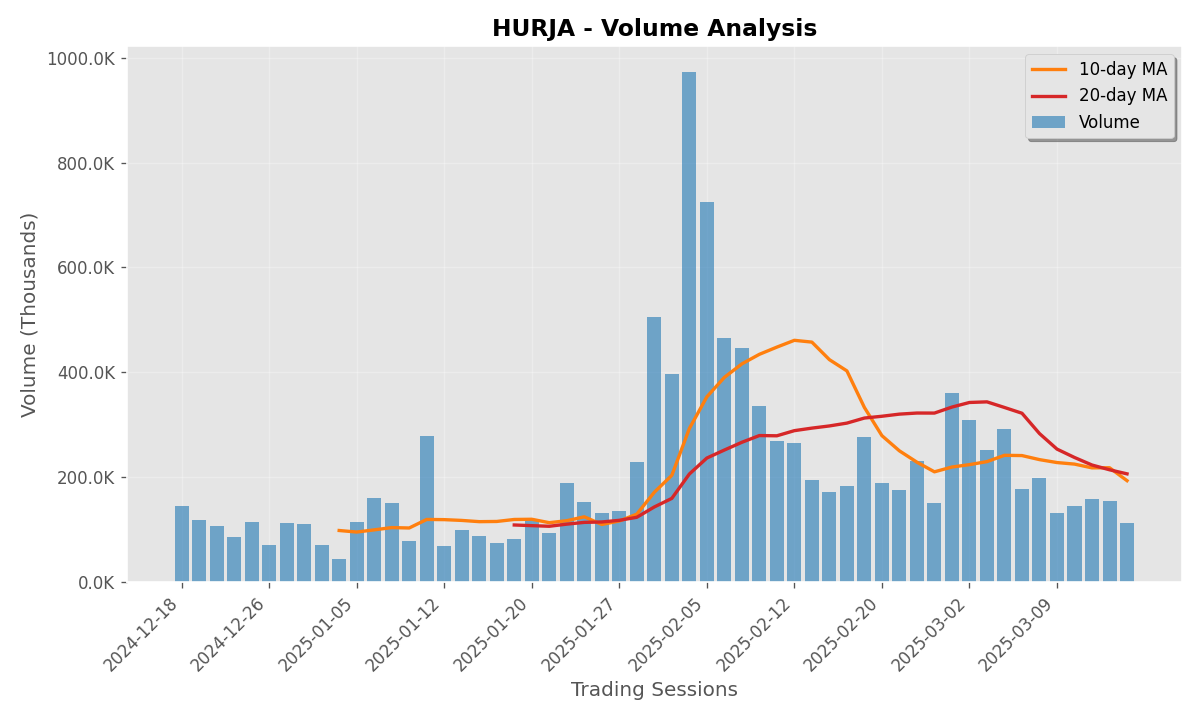 HURJA - Volume Analysis
1000.0K
800.0K
600.0K
400.0K
200.0K
0.0K
Volume (Thousands)
10-day MA
20-day MA
Volume
2024-12-18
2024-12-26
2025-01-05
2025-01-12
2025-01-20
2025-01-27
2025-02-05
2025-02-12
2025-02-20
2025-03-02
2025-03-09
Trading Sessions